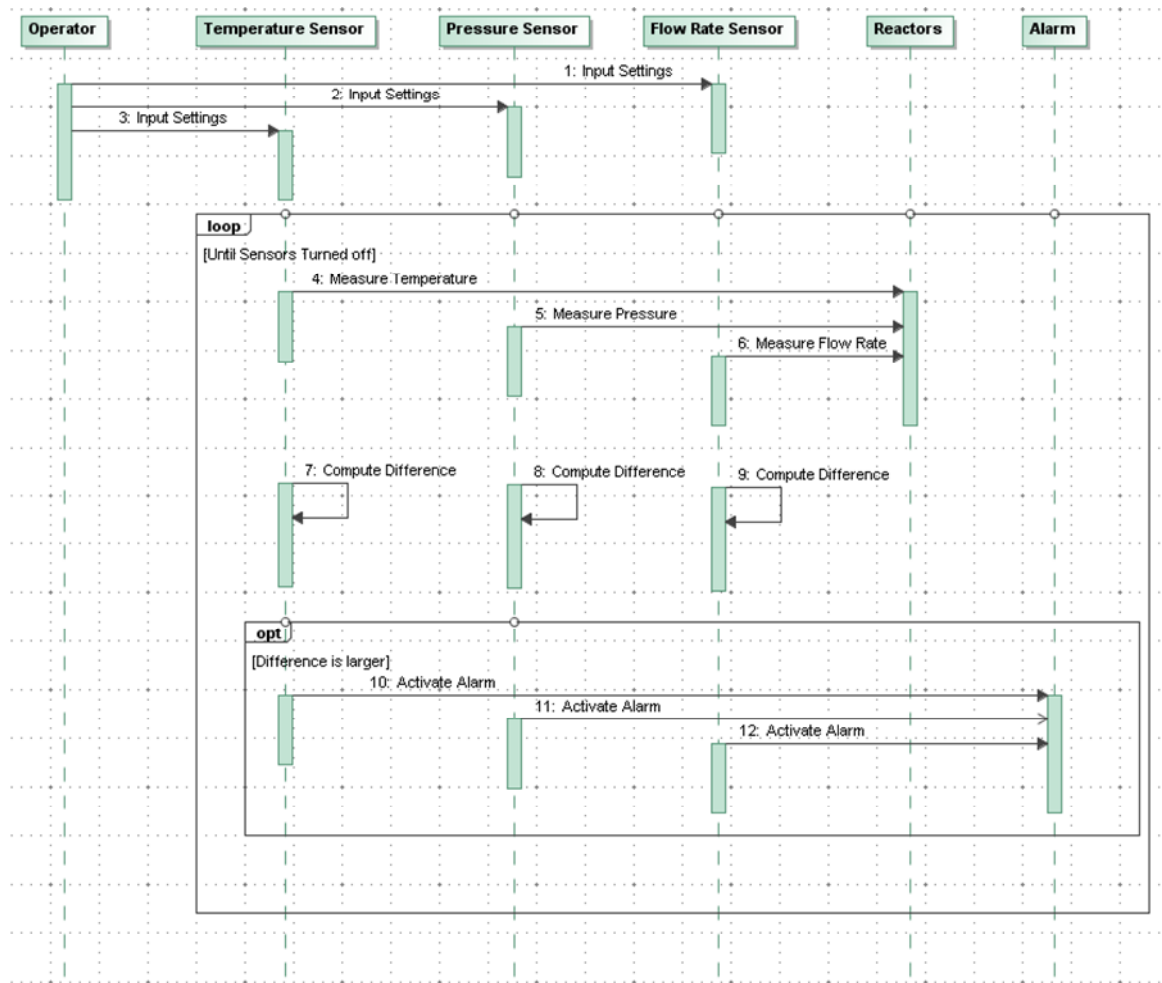 Operator
Temperature Sensor
Pressure Sensor
Flow Rate Sensor
Reactors
Alarm
1: Input Settings
2: Input Settings
3: Input Settings
loop
[Until Sensors Turned off]
4: Measure Temperature
5: Measure Pressure
6: Measure Flow Rate
7: Compute Difference
8: Compute Difference
9: Compute Difference
opt
[Difference is larger]
10: Activate Alarm
11: Activate Alarm
12: Activate Alarm